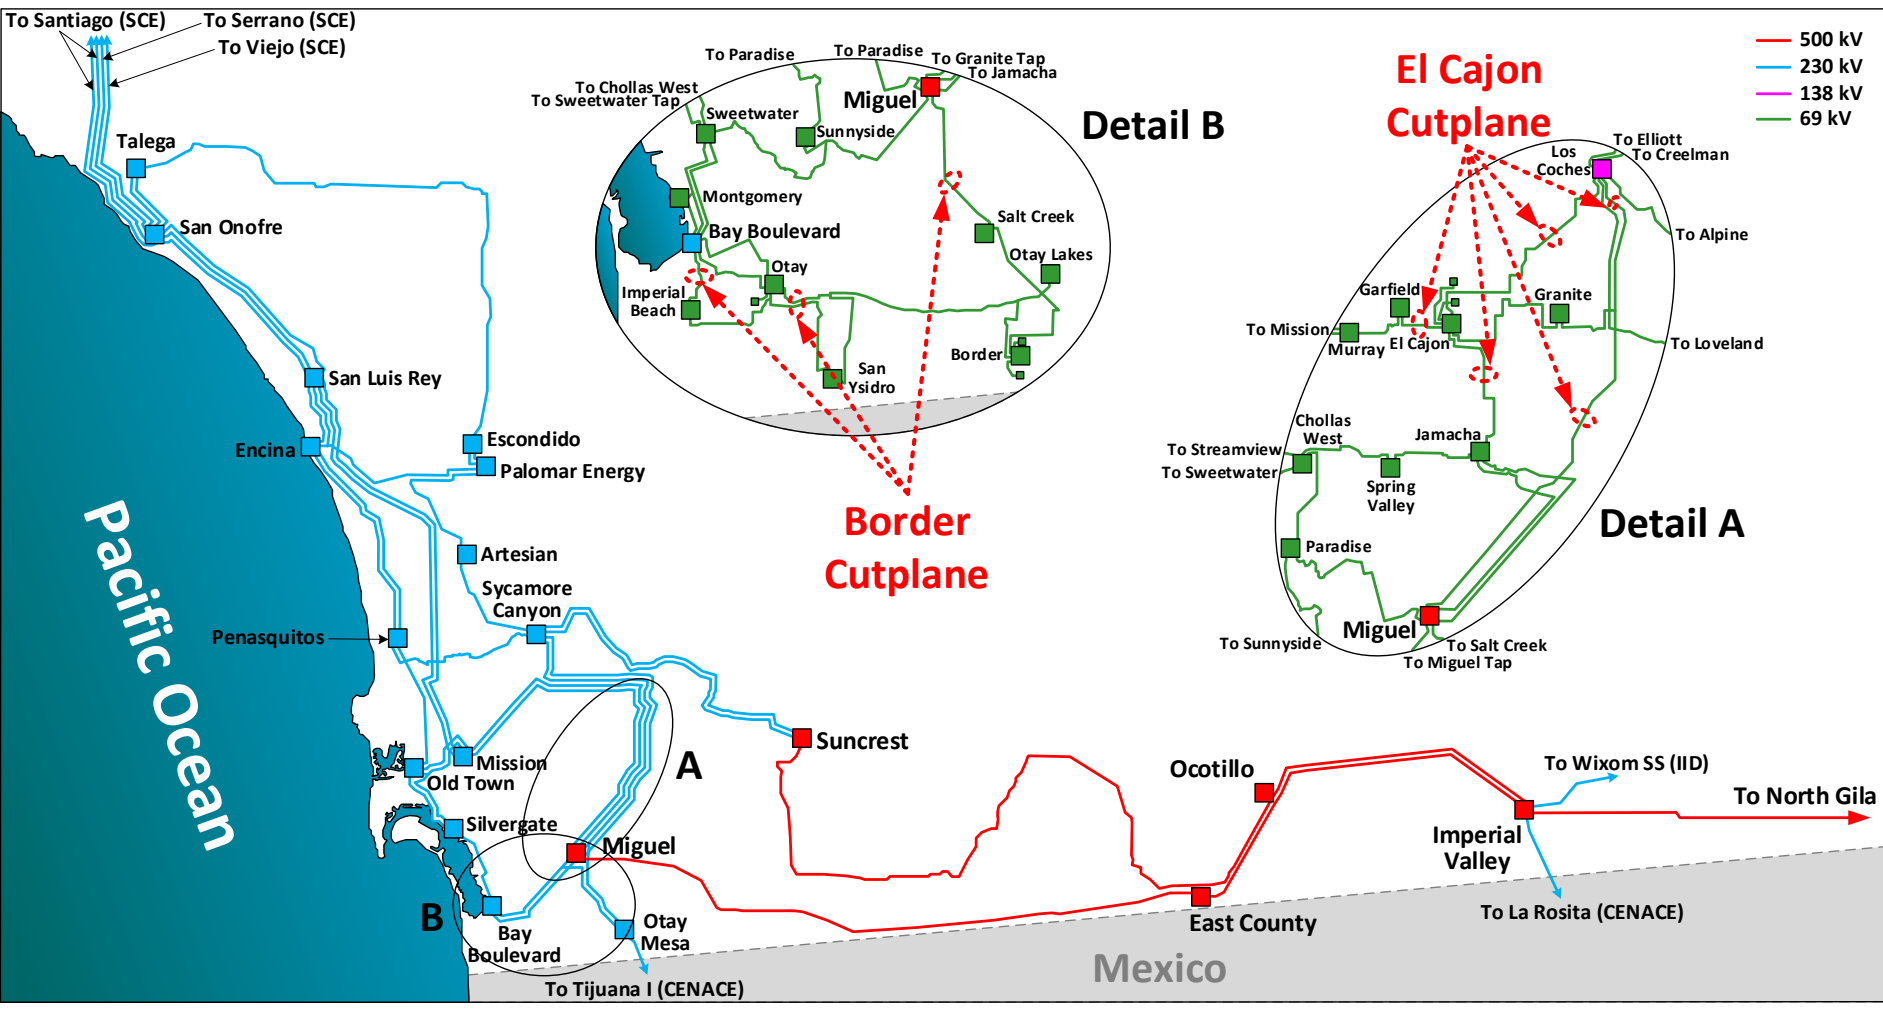 To Santiago (SCE)
To Serrano (SCE)
To Viejo (SCE)
Talega
San Onofre
San Luis Rey
Encina
Escondido
Palomar Energy
Artesian
Sycamore
Canyon
Penasquitos
Mission
Old Town
Silvergate
Miguel
Bay
Boulevard
Otay
Mesa
To Tijuana I (CENACE)
A
B
Suncrest
Ocotillo
East County
Imperial
Valley
To Wixom SS (IID)
To North Gila
To La Rosita (CENACE)
Mexico
Pacific Ocean
To Paradise
To Paradise
To Granite Tap
To Jamacha
To Chollas West
To Sweetwater Tap
Miguel
Sweetwater
Sunnyside
Montgomery
Bay Boulevard
Salt Creek
Otay Lakes
Otay
Imperial
Beach
San
Ysidro
Border
Detail B
Border
Cutplane
El Cajon
Cutplane
To Elliott
To Creelman
Los
Coches
To Alpine
Garfield
Granite
To Mission
Murray
El Cajon
To Loveland
Chollas
West
Jamacha
To Streamview
To Sweetwater
Spring
Valley
Paradise
Detail A
Miguel
To Sunnyside
To Salt Creek
To Miguel Tap
500 kV
230 kV
138 kV
69 kV